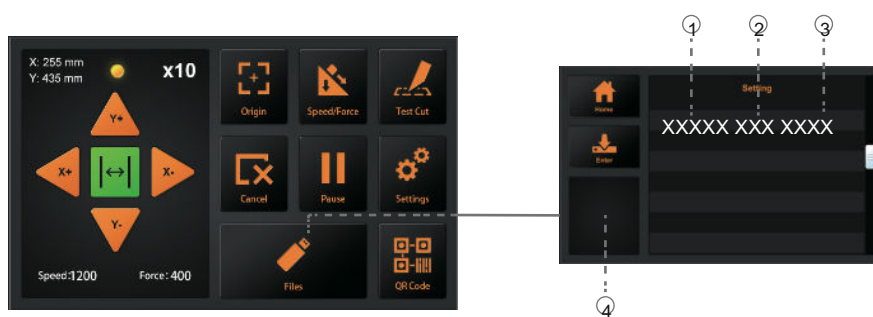 1 2 3
X: 255 mm
Y: 435 mm
x10
Y+
X+
X-
Y-
Speed:1200 Force: 400
Origin Speed/Force Test Cut
Cancel Pause Settings
Files QR Code
Home
Enter
Setting
XXXXX XXX XXXX
4